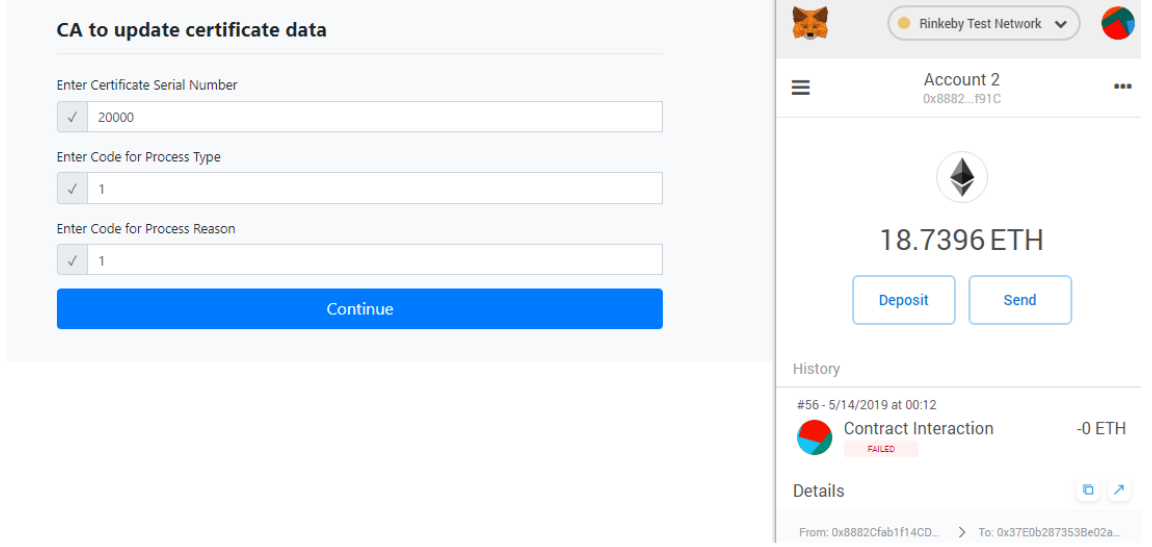 CA to update certificate data
Enter Certificate Serial Number
✓ 20000
Enter Code for Process Type
✓ 1
Enter Code for Process Reason
✓ 1
Continue
Rinkeby Test Network
Account 2
0x8882...f91C
18.7396 ETH
Deposit Send
History
#56 - 5/14/2019 at 00:12
Contract Interaction -0 ETH
FAILED
Details
From: 0x8882Cfab1f14CD... > To: 0x37E0b287353Be02a...